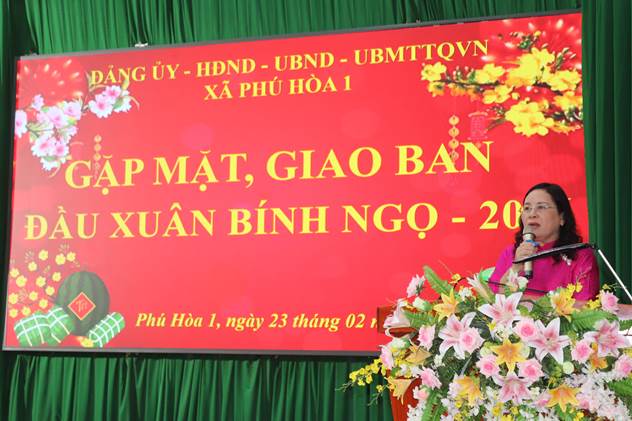 ĐẢNG ỦY - HĐND - UBND - UBMTTQVN
XÃ PHÚ HÒA 1
GẶP MẶT, GIAO BAN
ĐẦU XUÂN BÍNH NGỌ - 20
Phú Hòa 1, ngày 23 tháng 02